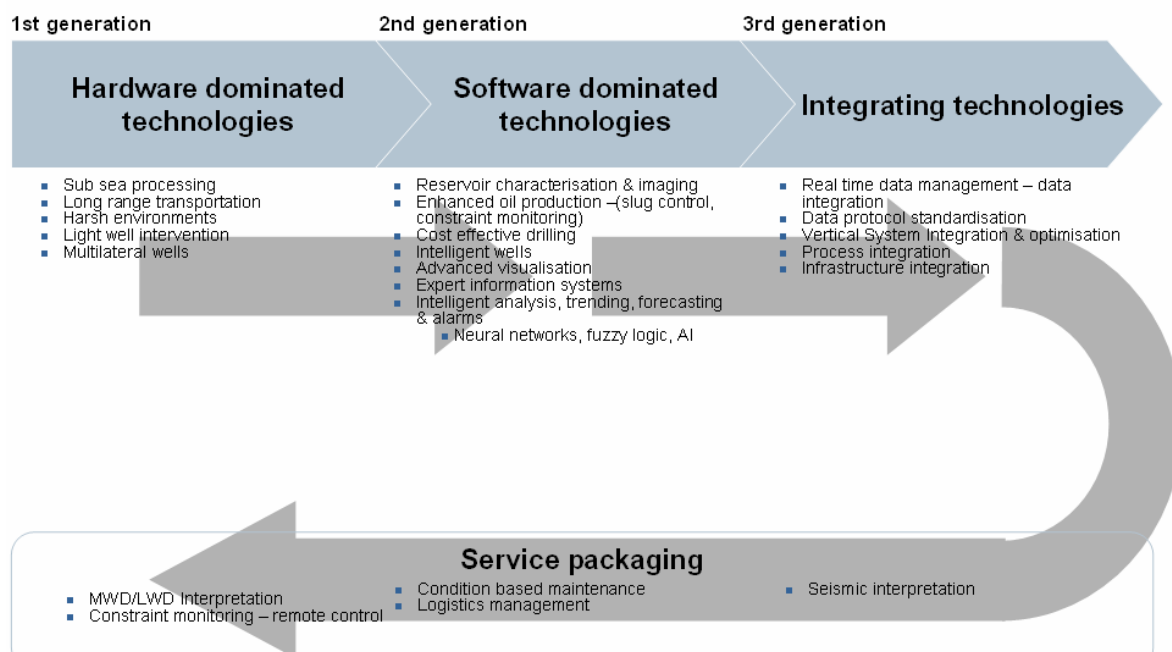 1st generation
2nd generation
3rd generation
Hardware dominated
technologies
Software dominated
technologies
Integrating technologies
Sub sea processing
Long range transportation
Harsh environments
Light well intervention
Multilateral wells
Reservoir characterisation & imaging
Enhanced oil production –(slug control,
constraint monitoring)
Cost effective drilling
Intelligent wells
Advanced visualisation
Expert information systems
Intelligent analysis, trending, forecasting
& alarms
Neural networks, fuzzy logic, AI
Real time data management – data
integration
Data protocol standardisation
Vertical System Integration & optimisation
Process integration
Infrastructure integration
Service packaging
MWD/LWD Interpretation
Constraint monitoring – remote control
Condition based maintenance
Logistics management
Seismic interpretation